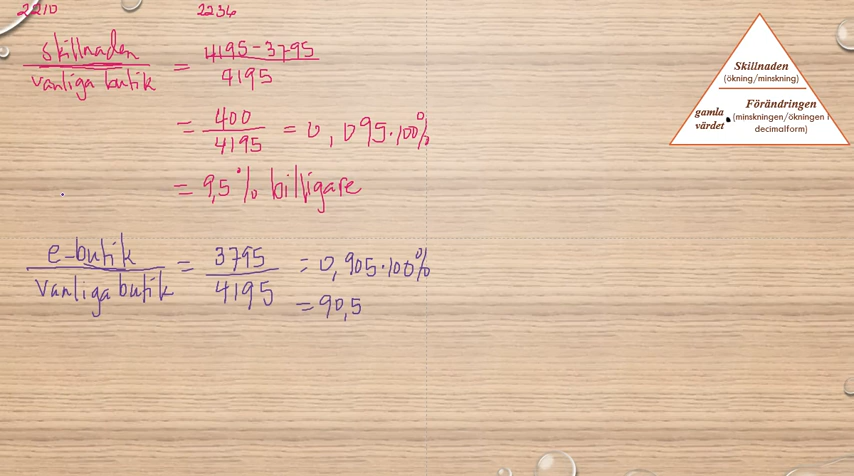 2210 2236
skillnaden / vanliga butik = 4195-3795 / 4195
= 400 / 4195 = 0,095·100%
= 9,5% billigare
e-butik / vanliga butik = 3795 / 4195 = 0,905·100%
= 90,5
Skillnaden
(ökning/minskning)
gamla värdet
Förändringen
(minskningen/ökningen I
decimalform)